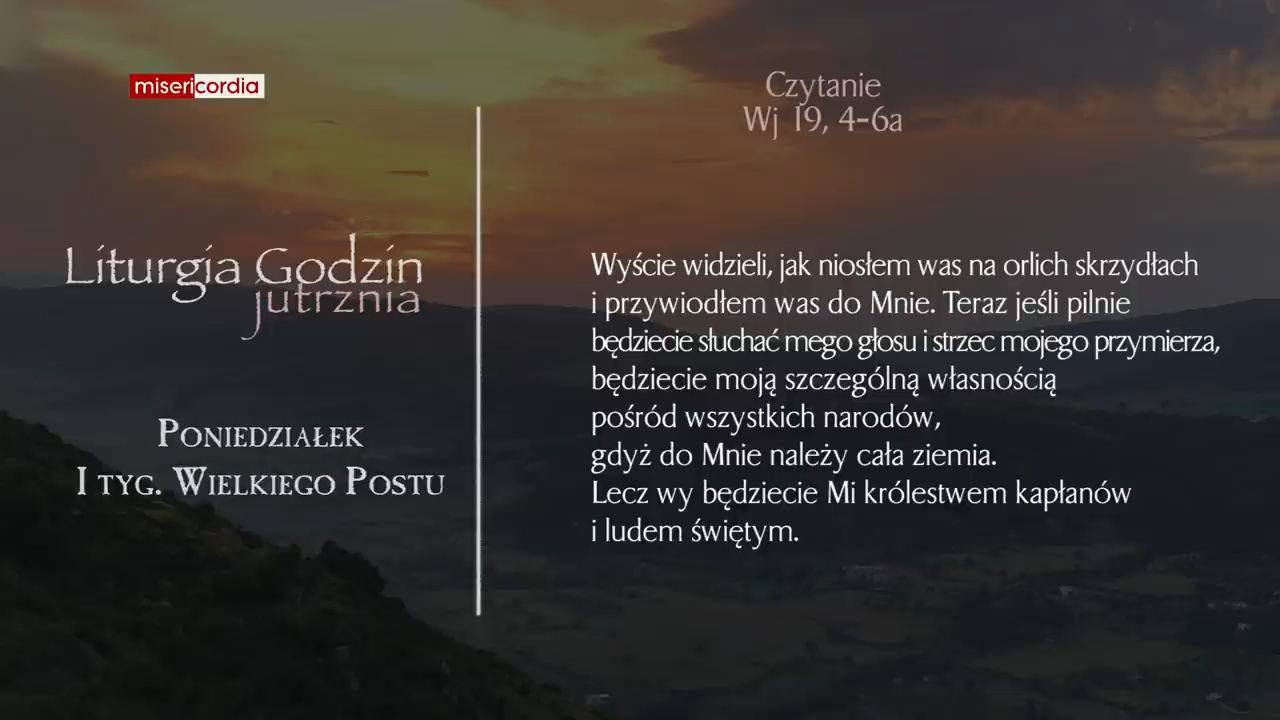 misericordia
Liturgia Godzin
jutrznia
Poniedziałek
I tyg. Wielkiego Postu
Czytanie
Wj 19, 4-6a
Wyście widzieli, jak niosłem was na orlich skrzydłach
i przywiodłem was do Mnie. Teraz jeśli pilnie
będziecie słuchać mego głosu i strzec mojego przymierza,
będziecie moją szczególną własnością
pośród wszystkich narodów,
gdyż do Mnie należy cała ziemia.
Lecz wy będziecie Mi królestwem kapłanów
i ludem świętym.